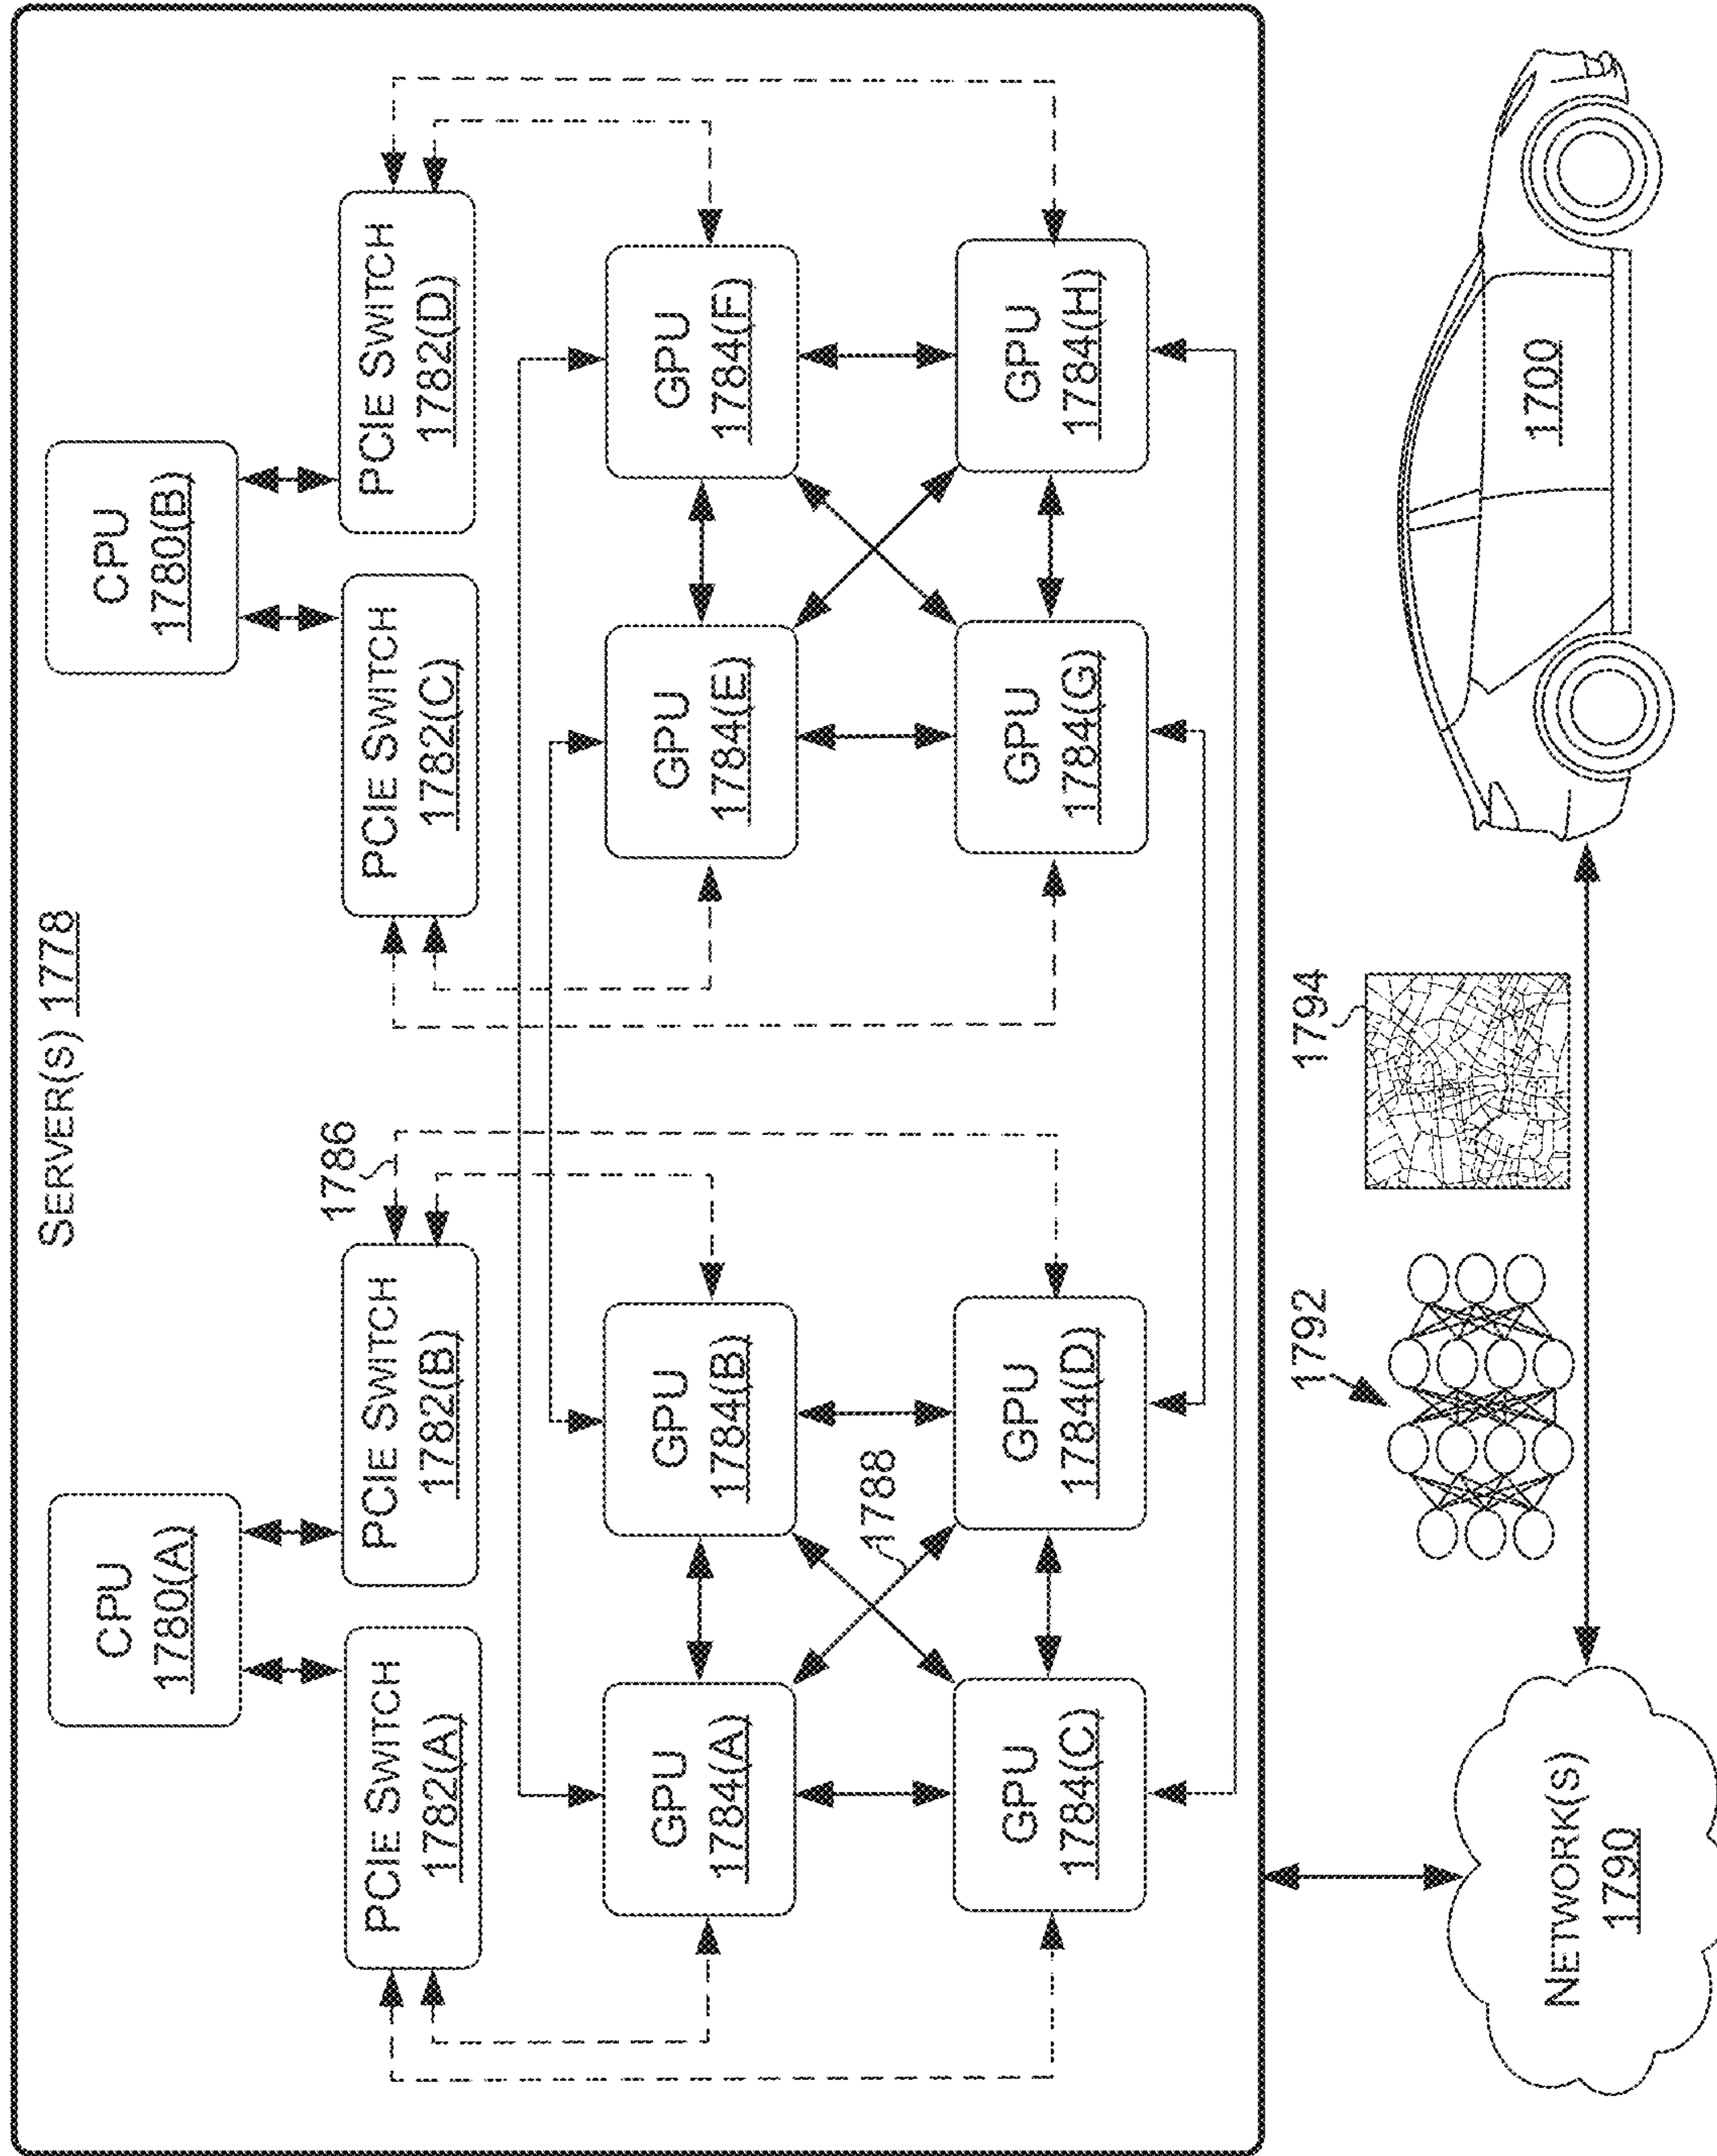 SERVER(S) 1778
CPU
1780(A)
CPU
1780(B)
PCIE SWITCH
1782(A)
PCIE SWITCH
1782(B)
1786
PCIE SWITCH
1782(C)
PCIE SWITCH
1782(D)
GPU
1784(A)
GPU
1784(B)
GPU
1784(E)
GPU
1784(F)
1788
GPU
1784(C)
GPU
1784(D)
GPU
1784(G)
GPU
1784(H)
NETWORK(S)
1790
1792
1794
1700